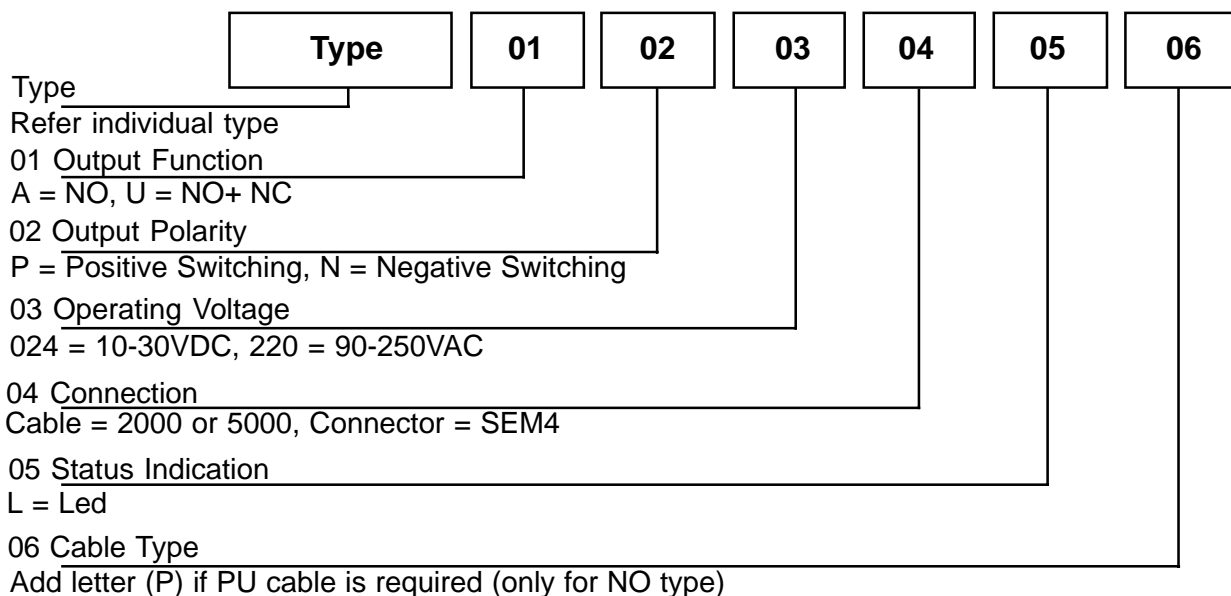 Type 01 02 03 04 05 06
Type
Refer individual type
01 Output Function
A = NO, U = NO+ NC
02 Output Polarity
P = Positive Switching, N = Negative Switching
03 Operating Voltage
024 = 10-30VDC, 220 = 90-250VAC
04 Connection
Cable = 2000 or 5000, Connector = SEM4
05 Status Indication
L = Led
06 Cable Type
Add letter (P) if PU cable is required (only for NO type)